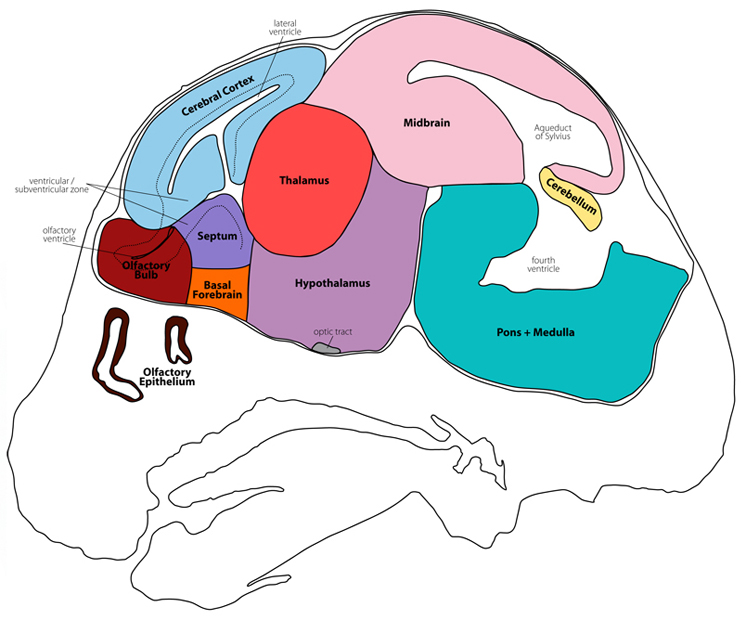 lateral
ventricle
Cerebral Cortex
Midbrain
Aqueduct
of Sylvius
Thalamus
ventricular /
subventricular zone
Cerebellum
olfactory
ventricle
Septum
Olfactory
Bulb
Basal
Forebrain
Hypothalamus
fourth
ventricle
optic tract
Pons + Medulla
Olfactory
Epithelium